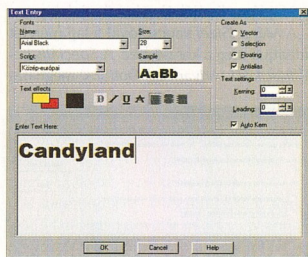 Text Entry
Fonts
Name:
Arial Black
Size:
28
Script:
Közép-európai
Sample
AaBb
Create As
Vector
Selection
Floating
Antialias
Text effects
B I U A
Text settings
Kerning: 0
Leading: 0
Auto Kern
Enter Text Here:
Candyland
OK
Cancel
Help